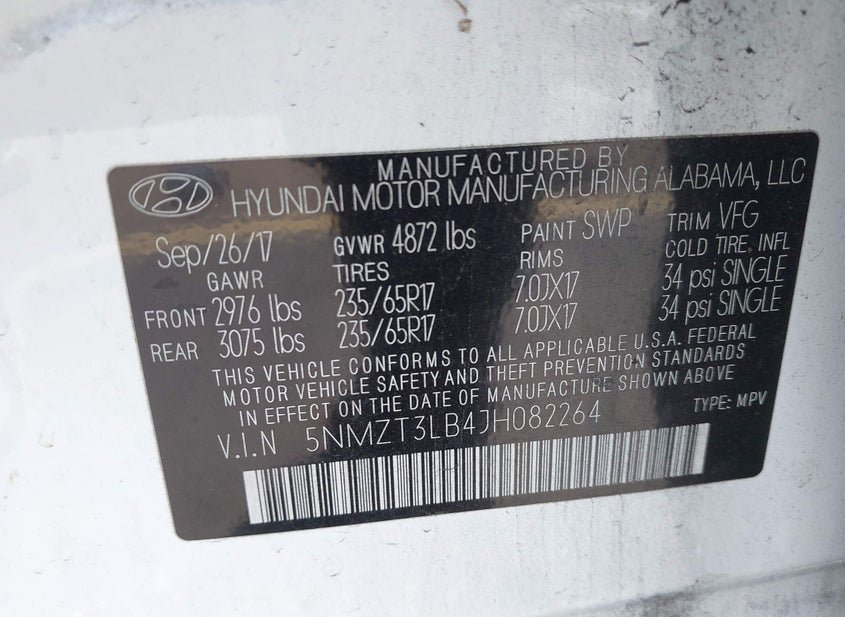 MANUFACTURED BY
HYUNDAI MOTOR MANUFACTURING ALABAMA, LLC
Sep/26/17 GVWR 4872 lbs PAINT SWP TRIM VFG
GAWR TIRES RIMS COLD TIRE. INFL
FRONT 2976 lbs 235/65R17 7.0JX17 34 psi SINGLE
REAR 3075 lbs 235/65R17 7.0JX17 34 psi SINGLE
THIS VEHICLE CONFORMS TO ALL APPLICABLE U.S.A. FEDERAL
MOTOR VEHICLE SAFETY AND THEFT PREVENTION STANDARDS
IN EFFECT ON THE DATE OF MANUFACTURE SHOWN ABOVE
TYPE: MPV
V.I.N 5NMZT3LB4JH082264